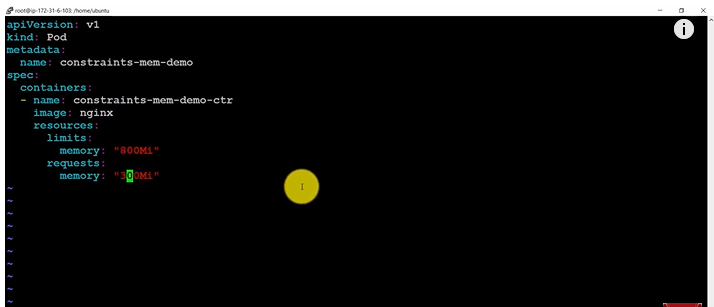 root@ip-172-31-6-103: /home/ubuntu
apiVersion: v1
kind: Pod
metadata:
  name: constraints-mem-demo
spec:
  containers:
  - name: constraints-mem-demo-ctr
    image: nginx
    resources:
      limits:
        memory: "800Mi"
      requests:
        memory: "300Mi"
~
~
~
~
~
~
~
~
~
~